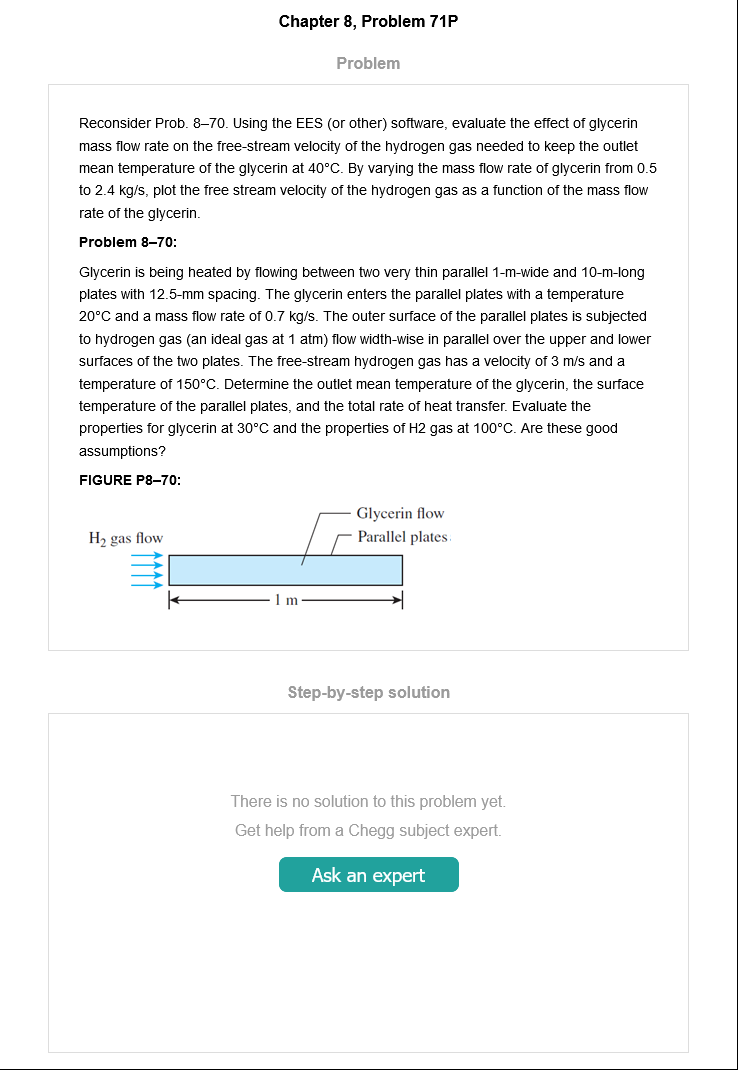 Chapter 8, Problem 71P
Problem
Reconsider Prob. 8–70. Using the EES (or other) software, evaluate the effect of glycerin
mass flow rate on the free-stream velocity of the hydrogen gas needed to keep the outlet
mean temperature of the glycerin at 40°C. By varying the mass flow rate of glycerin from 0.5
to 2.4 kg/s, plot the free stream velocity of the hydrogen gas as a function of the mass flow
rate of the glycerin.
Problem 8–70:
Glycerin is being heated by flowing between two very thin parallel 1-m-wide and 10-m-long
plates with 12.5-mm spacing. The glycerin enters the parallel plates with a temperature
20°C and a mass flow rate of 0.7 kg/s. The outer surface of the parallel plates is subjected
to hydrogen gas (an ideal gas at 1 atm) flow width-wise in parallel over the upper and lower
surfaces of the two plates. The free-stream hydrogen gas has a velocity of 3 m/s and a
temperature of 150°C. Determine the outlet mean temperature of the glycerin, the surface
temperature of the parallel plates, and the total rate of heat transfer. Evaluate the
properties for glycerin at 30°C and the properties of H2 gas at 100°C. Are these good
assumptions?
FIGURE P8–70:
Glycerin flow
H₂ gas flow
Parallel plates
1 m
Step-by-step solution
There is no solution to this problem yet.
Get help from a Chegg subject expert.
Ask an expert